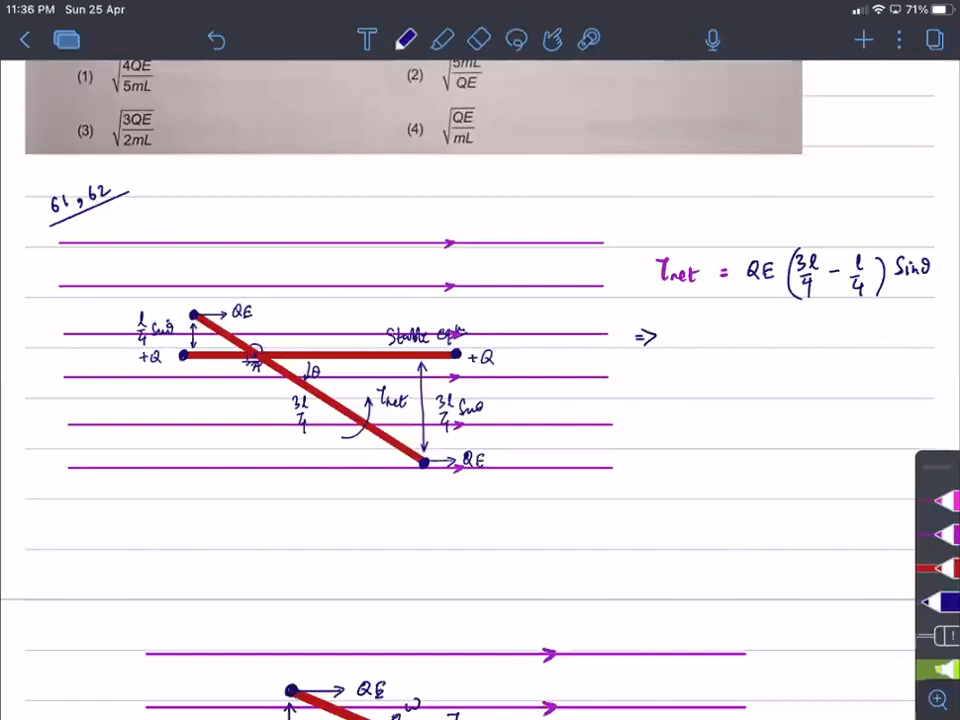 11:36 PM Sun 25 Apr 71%
(1) √4QE/5mL (2) √5mL/QE
(3) √3QE/2mL (4) √QE/mL
61, 62
τnet = QE (3l/4 - l/4) Sinθ
QE
l/4 Sinθ
Stable eqm
+Q +Q
⇒
θ
3l/4 τnet 3l/4 Sinθ
QE
QE
ω